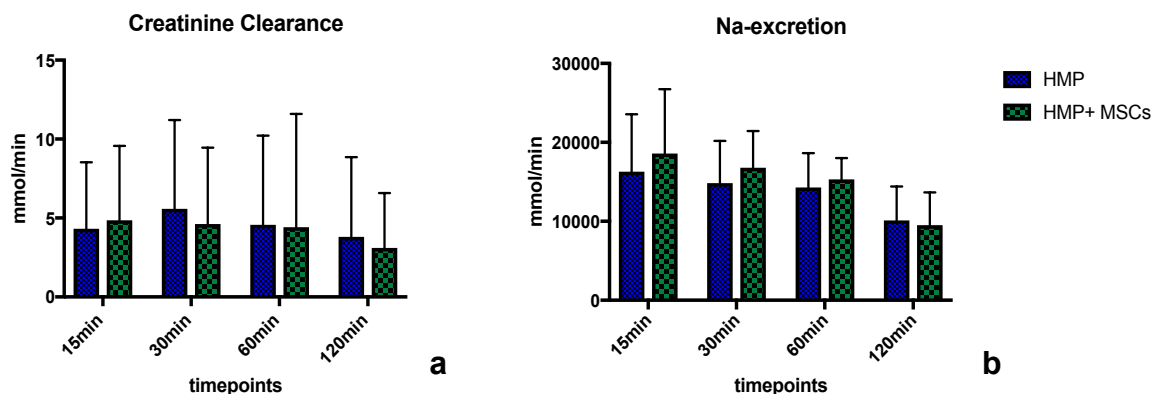 Creatinine Clearance
mmol/min
15
10
5
0
15min
30min
60min
120min
timepoints
a
Na-excretion
mmol/min
30000
20000
10000
0
15min
30min
60min
120min
timepoints
b
HMP
HMP+ MSCs